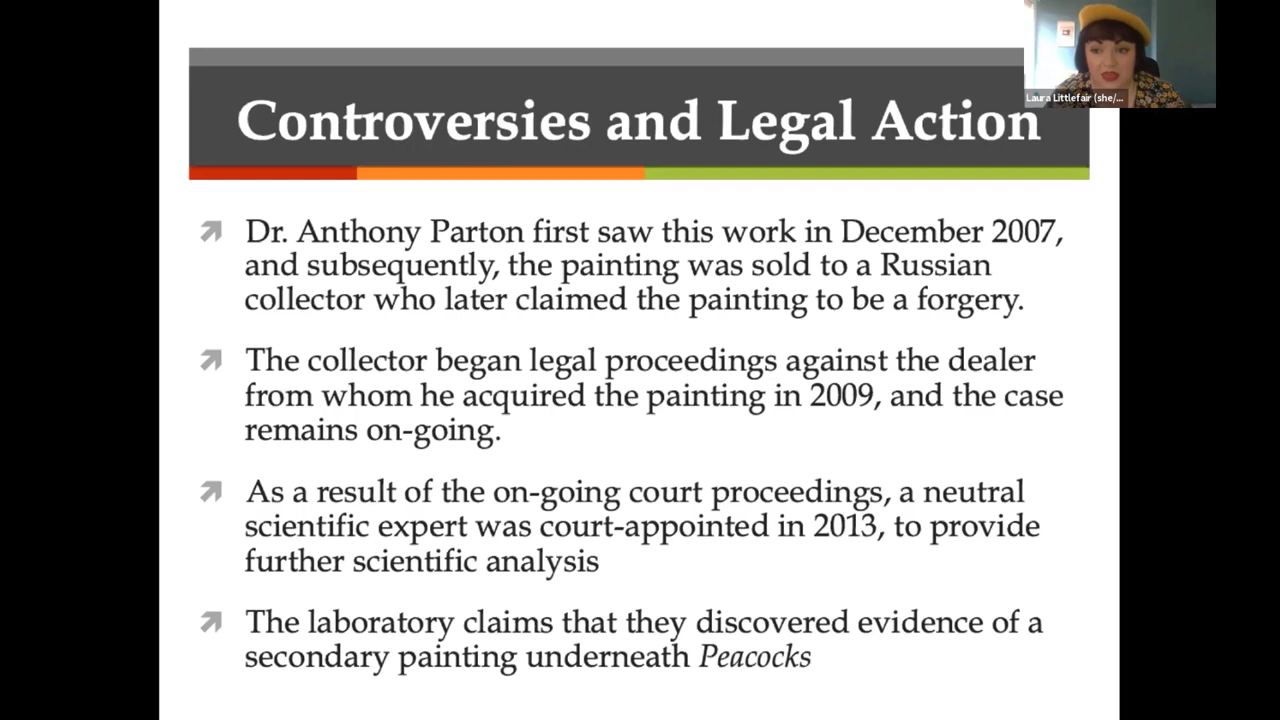 Controversies and Legal Action
Laura Littlefair (she/...
Dr. Anthony Parton first saw this work in December 2007,
and subsequently, the painting was sold to a Russian
collector who later claimed the painting to be a forgery.
The collector began legal proceedings against the dealer
from whom he acquired the painting in 2009, and the case
remains on-going.
As a result of the on-going court proceedings, a neutral
scientific expert was court-appointed in 2013, to provide
further scientific analysis
The laboratory claims that they discovered evidence of a
secondary painting underneath Peacocks